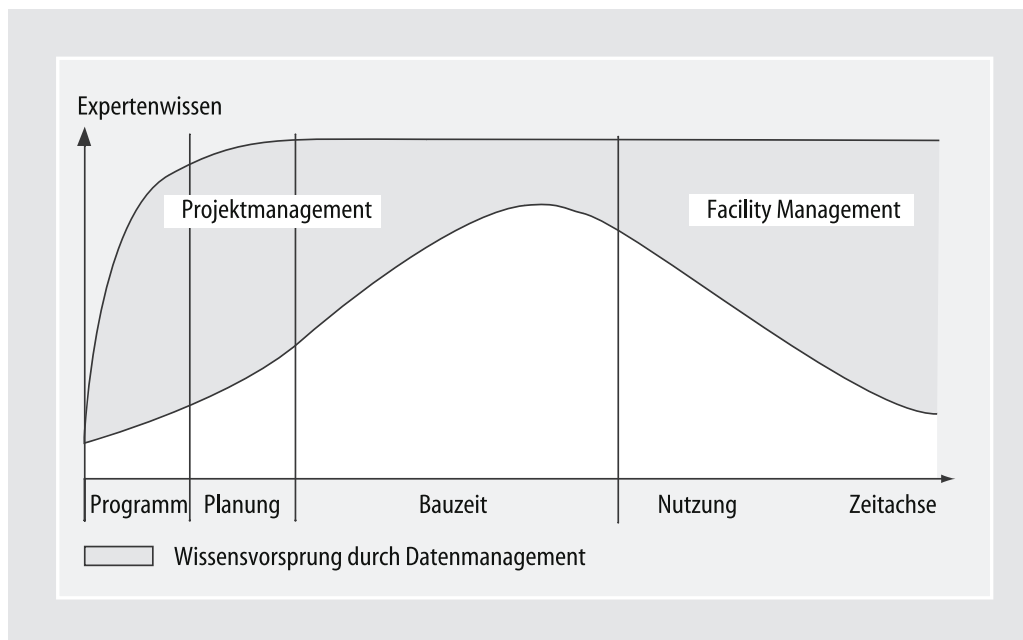 Expertenwissen
Projektmanagement
Facility Management
Programm
Planung
Bauzeit
Nutzung
Zeitachse
Wissensvorsprung durch Datenmanagement